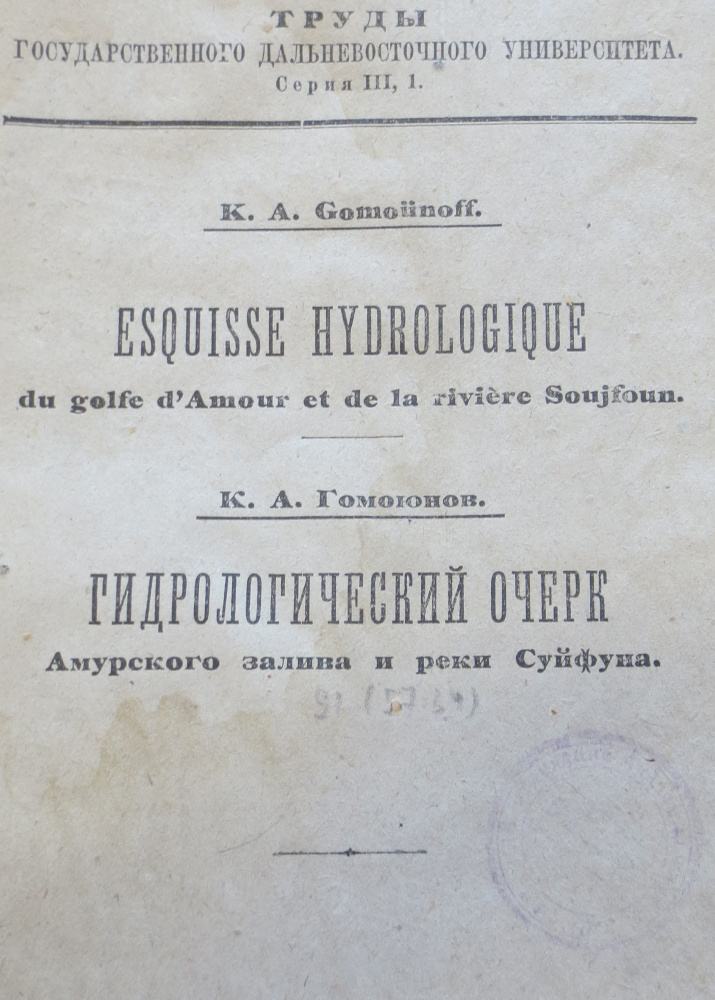 ТРУДЫ
ГОСУДАРСТВЕННОГО ДАЛЬНЕВОСТОЧНОГО УНИВЕРСИТЕТА.
Серия III, 1.
K. A. Gomoïunoff.
ESQUISSE HYDROLOGIQUE
du golfe d'Amour et de la rivière Soujfoun.
К. А. Гомоюнов.
ГИДРОЛОГИЧЕСКИЙ ОЧЕРК
Амурского залива и реки Суйфуна.